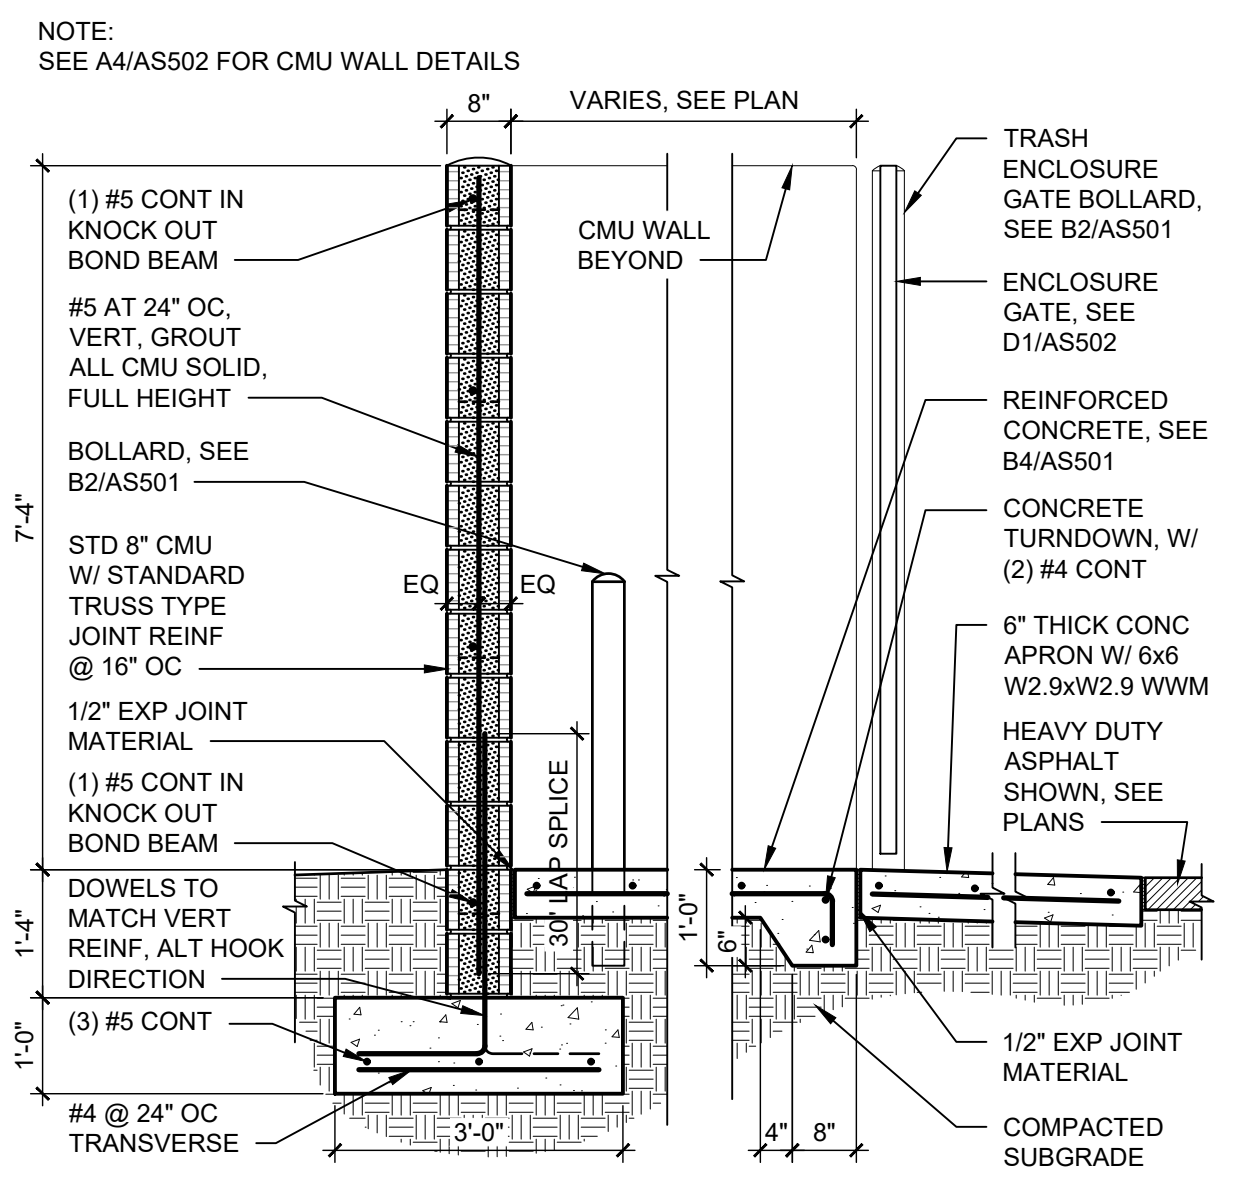 NOTE:
SEE A4/AS502 FOR CMU WALL DETAILS
8"
VARIES, SEE PLAN
(1) #5 CONT IN
KNOCK OUT
BOND BEAM
#5 AT 24" OC,
VERT, GROUT
ALL CMU SOLID,
FULL HEIGHT
BOLLARD, SEE
B2/AS501
STD 8" CMU
W/ STANDARD
TRUSS TYPE
JOINT REINF
@ 16" OC
1/2" EXP JOINT
MATERIAL
(1) #5 CONT IN
KNOCK OUT
BOND BEAM
DOWELS TO
MATCH VERT
REINF, ALT HOOK
DIRECTION
(3) #5 CONT
#4 @ 24" OC
TRANSVERSE
7'-4"
1'-4"
1'-0"
EQ
EQ
CMU WALL
BEYOND
30" LAP SPLICE
3'-0"
1'-0"
6"
4"
8"
TRASH
ENCLOSURE
GATE BOLLARD,
SEE B2/AS501
ENCLOSURE
GATE, SEE
D1/AS502
REINFORCED
CONCRETE, SEE
B4/AS501
CONCRETE
TURNDOWN, W/
(2) #4 CONT
6" THICK CONC
APRON W/ 6x6
W2.9xW2.9 WWM
HEAVY DUTY
ASPHALT
SHOWN, SEE
PLANS
1/2" EXP JOINT
MATERIAL
COMPACTED
SUBGRADE